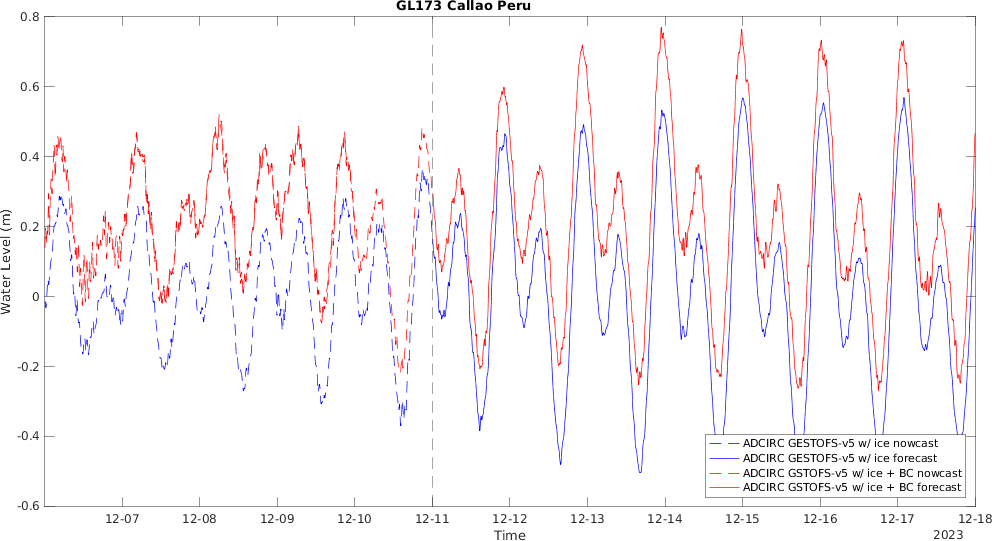 GL173 Callao Peru
0.8
0.6
0.4
0.2
0
-0.2
-0.4
-0.6
Water Level (m)
ADCIRC GESTOFS-v5 w/ ice nowcast
ADCIRC GESTOFS-v5 w/ ice forecast
ADCIRC GSTOFS-v5 w/ ice + BC nowcast
ADCIRC GSTOFS-v5 w/ ice + BC forecast
12-07 12-08 12-09 12-10 12-11 12-12 12-13 12-14 12-15 12-16 12-17 12-18
Time
2023